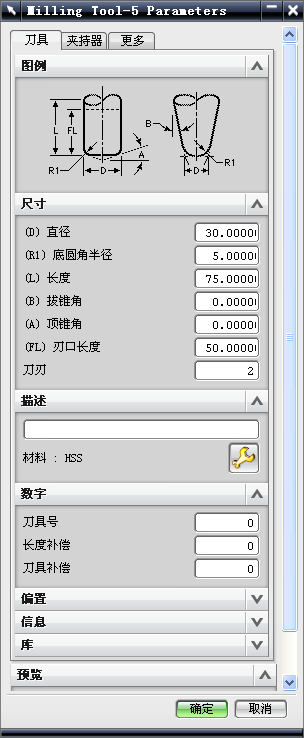 Milling Tool-5 Parameters
刀具 夹持器 更多
图例
L FL R1 D A B D R1
尺寸
(D) 直径 30.0000
(R1) 底圆角半径 5.0000
(L) 长度 75.0000
(B) 拔锥角 0.0000
(A) 顶锥角 0.0000
(FL) 刃口长度 50.0000
刀刃 2
描述
材料 : HSS
数字
刀具号 0
长度补偿 0
刀具补偿 0
偏置
信息
库
预览
确定 取消